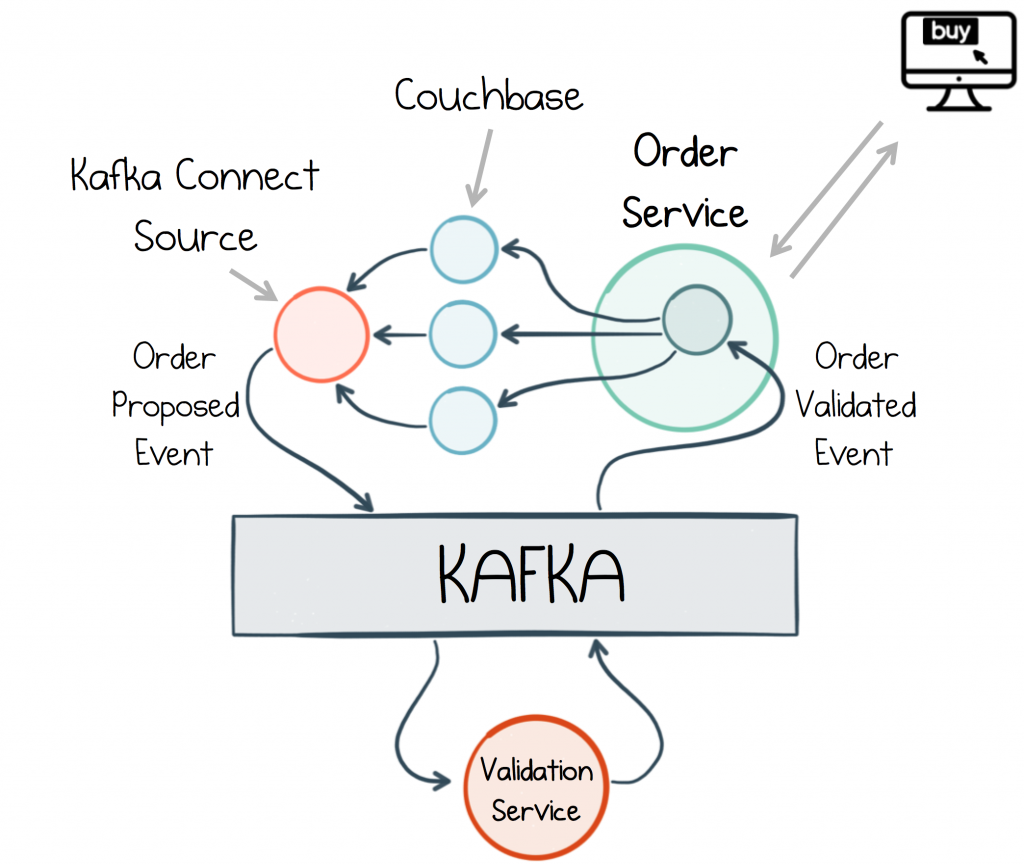 buy
Couchbase
Order
Service
Kafka Connect
Source
Order
Proposed
Event
Order
Validated
Event
KAFKA
Validation
Service